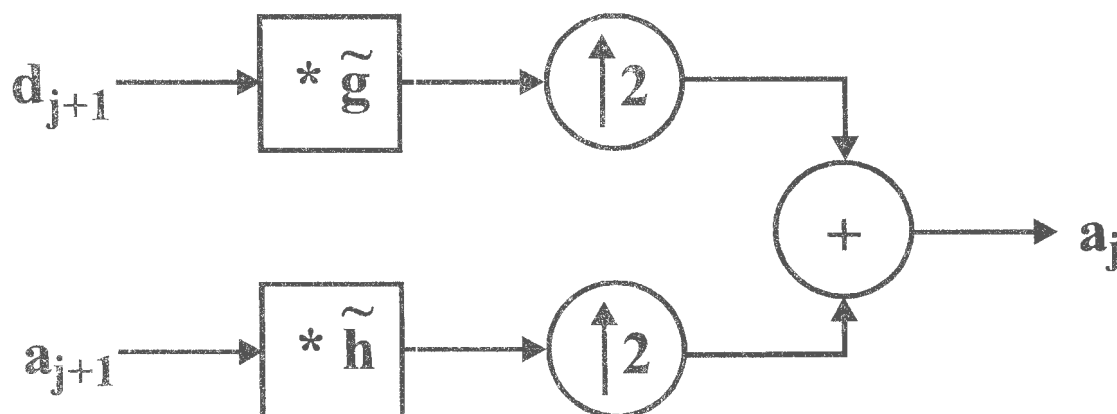 d_{j+1}
* g̃
↑2
+
a_j
a_{j+1}
* h̃
↑2